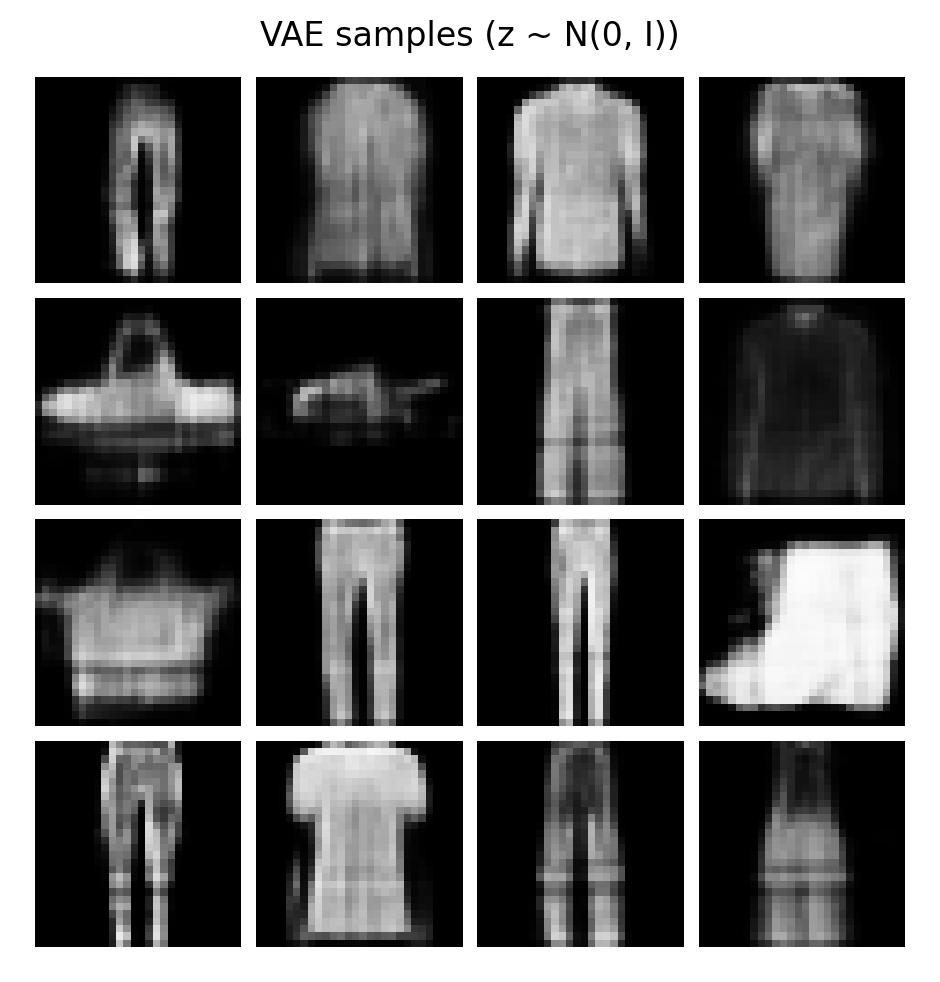 VAE samples (z ~ N(0, I))